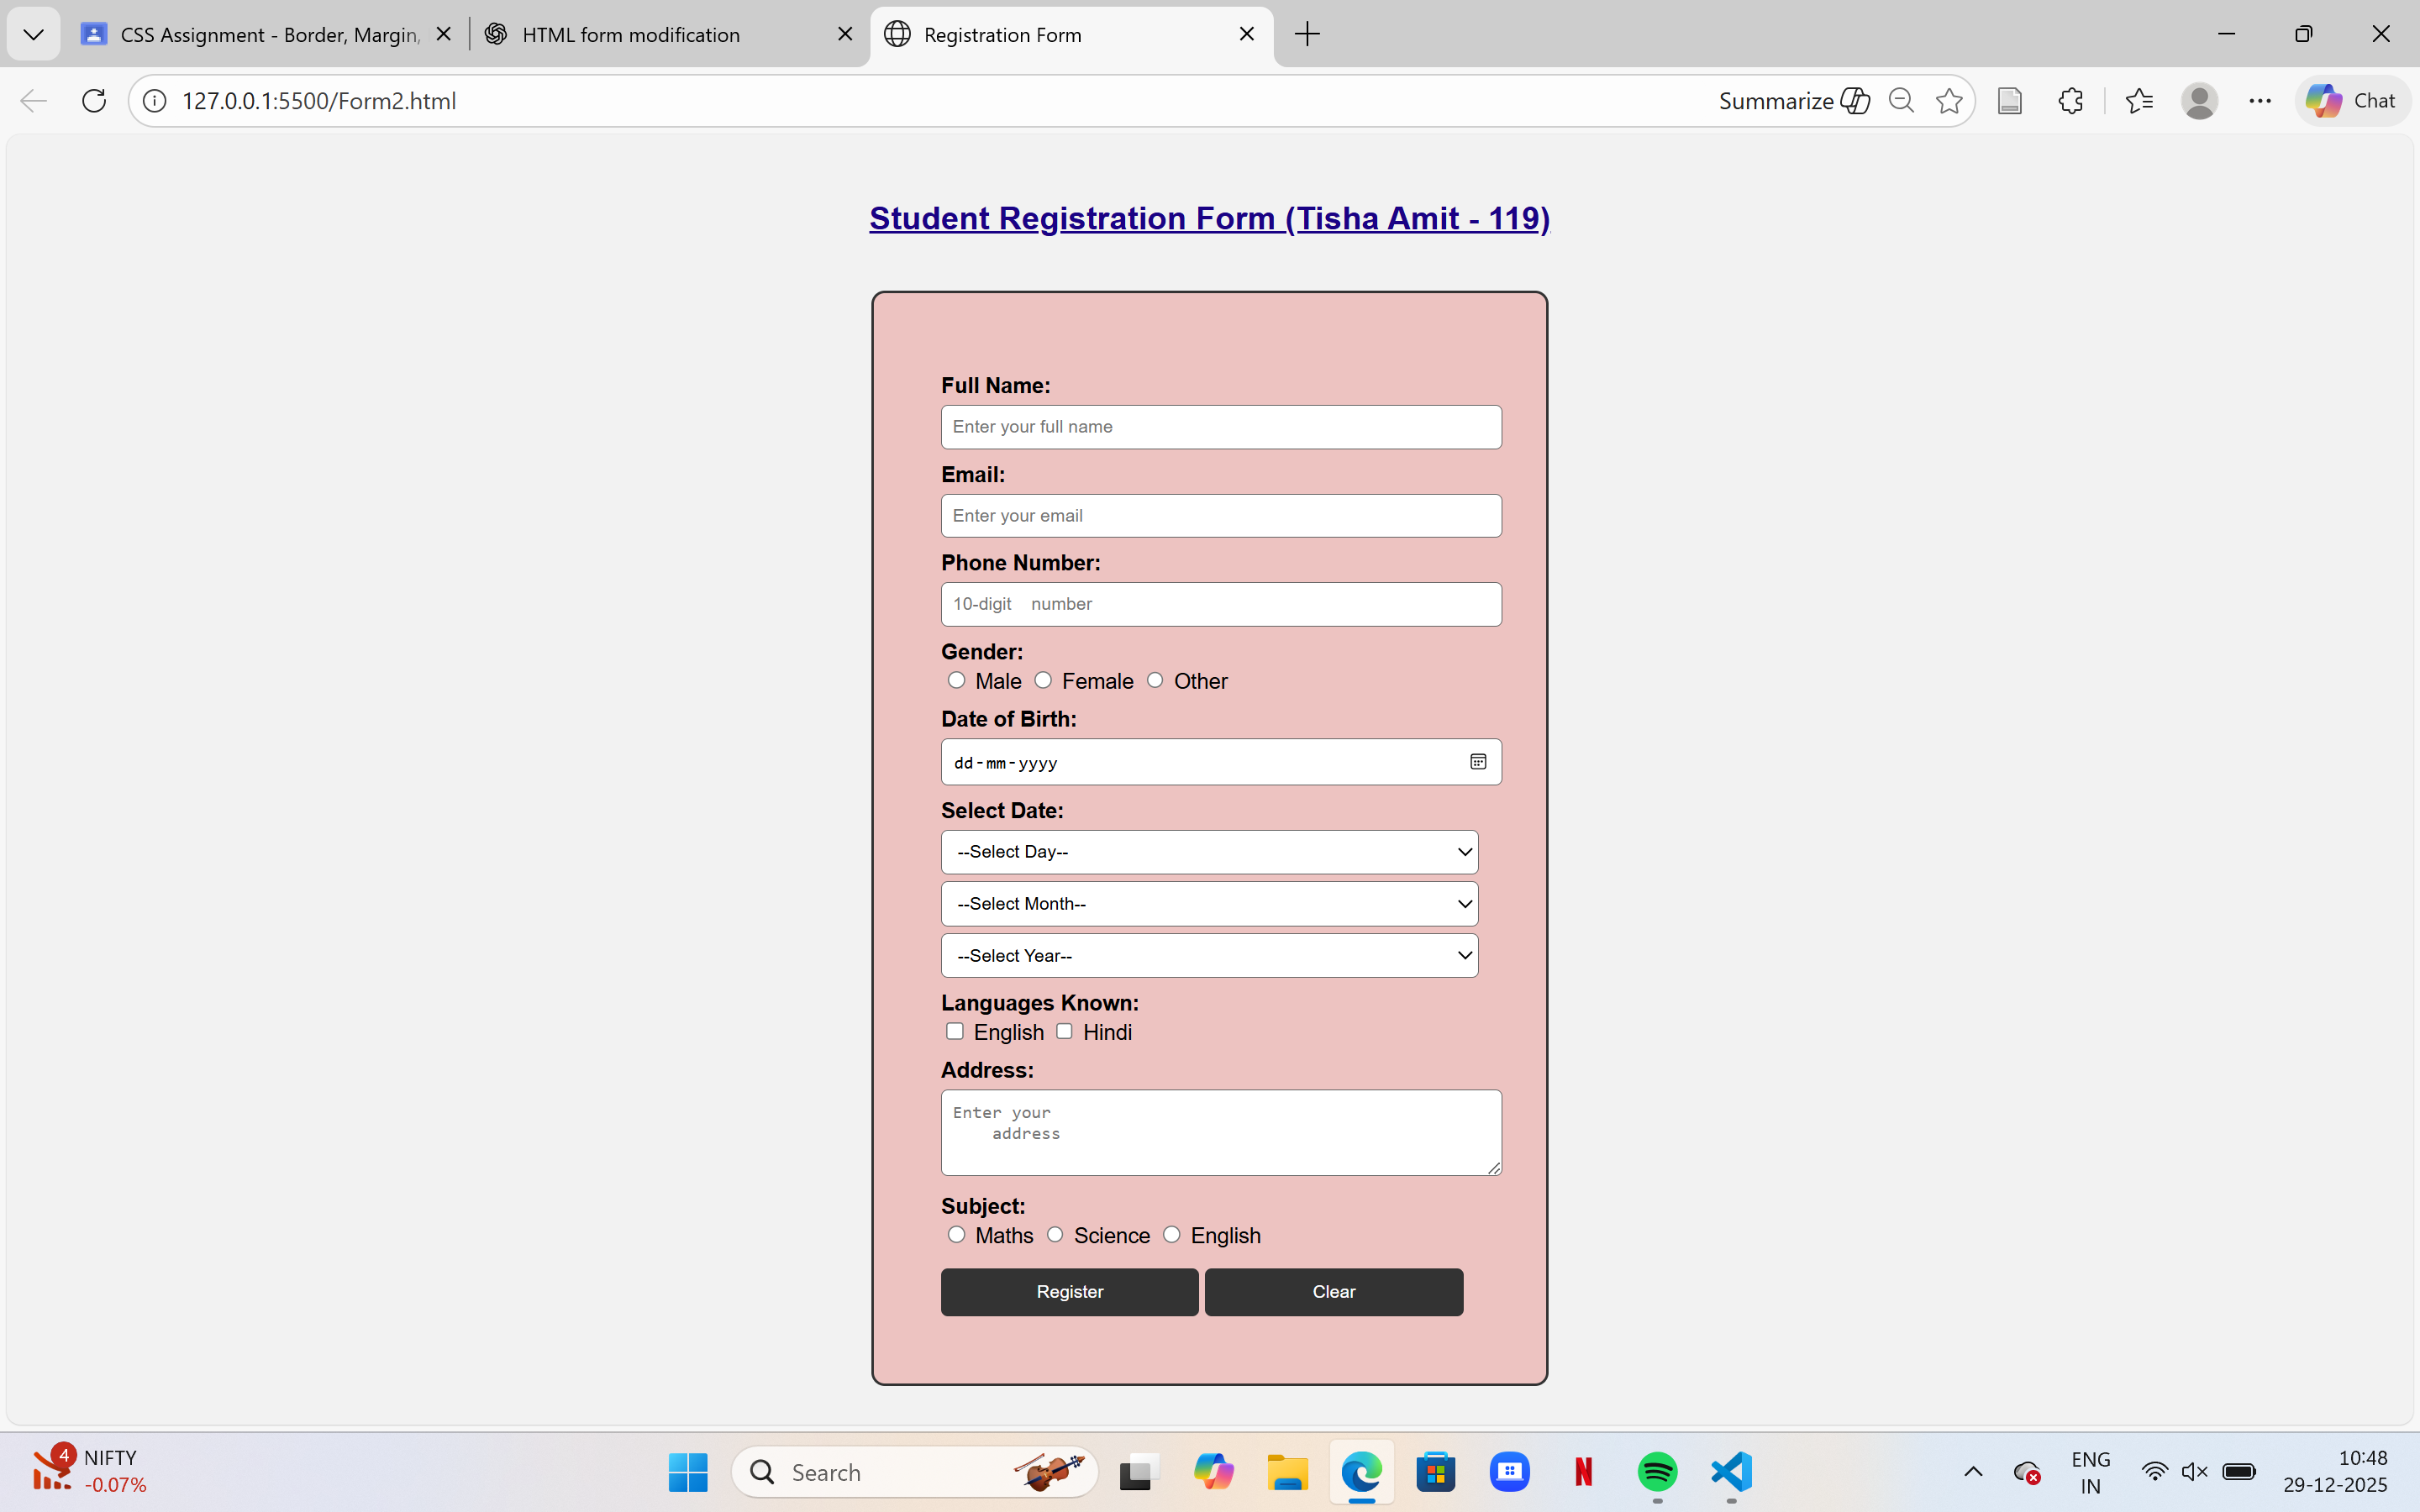 CSS Assignment - Border, Margin,
HTML form modification
Registration Form
127.0.0.1:5500/Form2.html
Summarize
Chat
Student Registration Form (Tisha Amit - 119)
Full Name:
Enter your full name
Email:
Enter your email
Phone Number:
10-digit number
Gender:
Male Female Other
Date of Birth:
dd-mm-yyyy
Select Date:
--Select Day--
--Select Month--
--Select Year--
Languages Known:
English Hindi
Address:
Enter your
address
Subject:
Maths Science English
Register Clear
4
NIFTY
-0.07%
Search
N
ENG
IN
10:48
29-12-2025